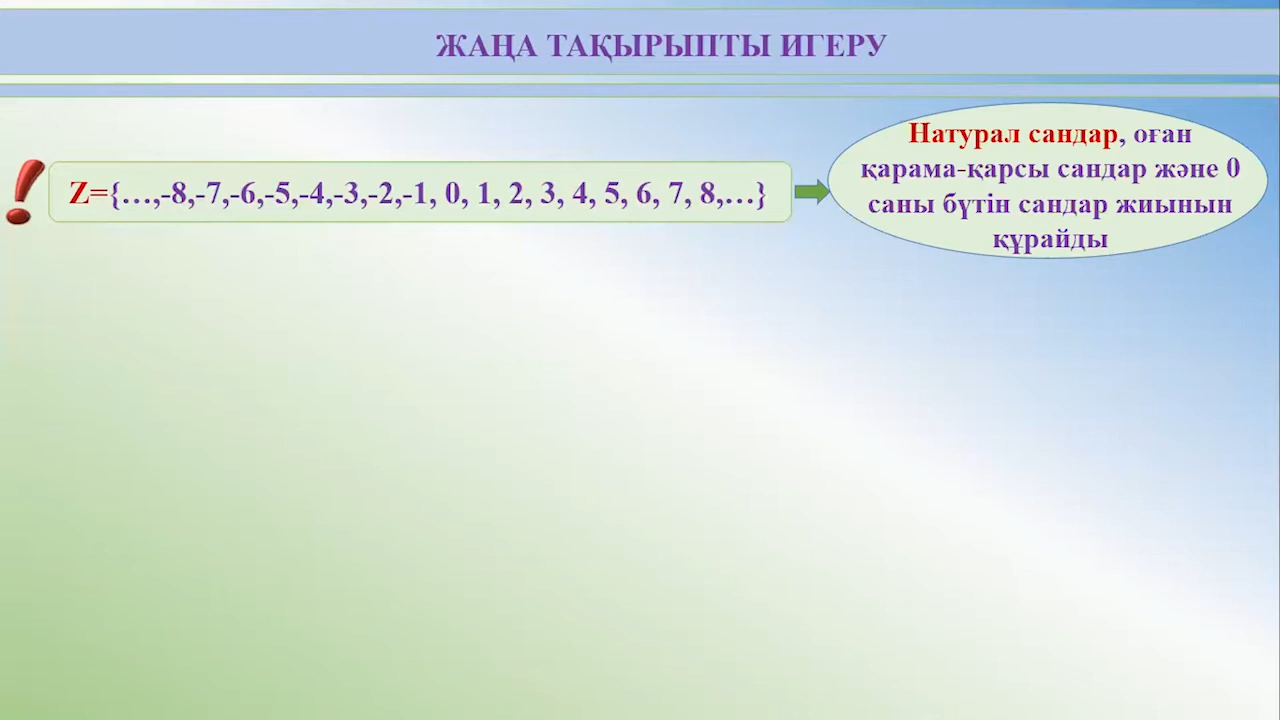 ЖАҢА ТАҚЫРЫПТЫ ИГЕРУ
Z={…,-8,-7,-6,-5,-4,-3,-2,-1, 0, 1, 2, 3, 4, 5, 6, 7, 8,…}
Натурал сандар, оған
қарама-қарсы сандар және 0
саны бүтін сандар жиынын
құрайды